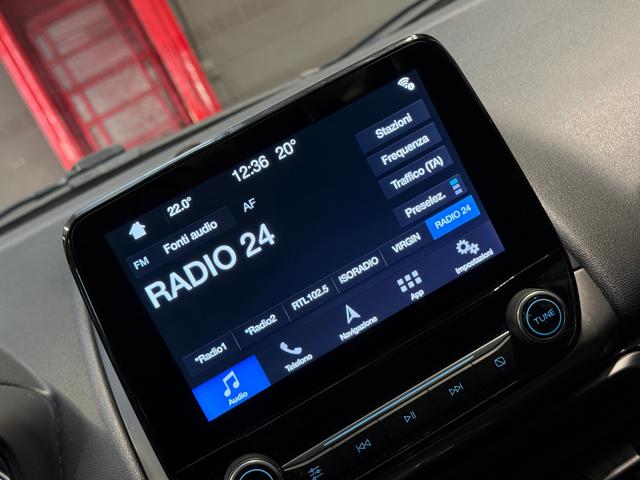 22.0°
12:36 20°
FM
Fonti audio
AF
RADIO 24
Stazioni
Frequenza
Traffico (TA)
Preselez.
*Radio1
*Radio2
RTL102.5
ISORADIO
VIRGIN
RADIO 24
Audio
Telefono
Navigazione
App
Impostazioni
TUNE